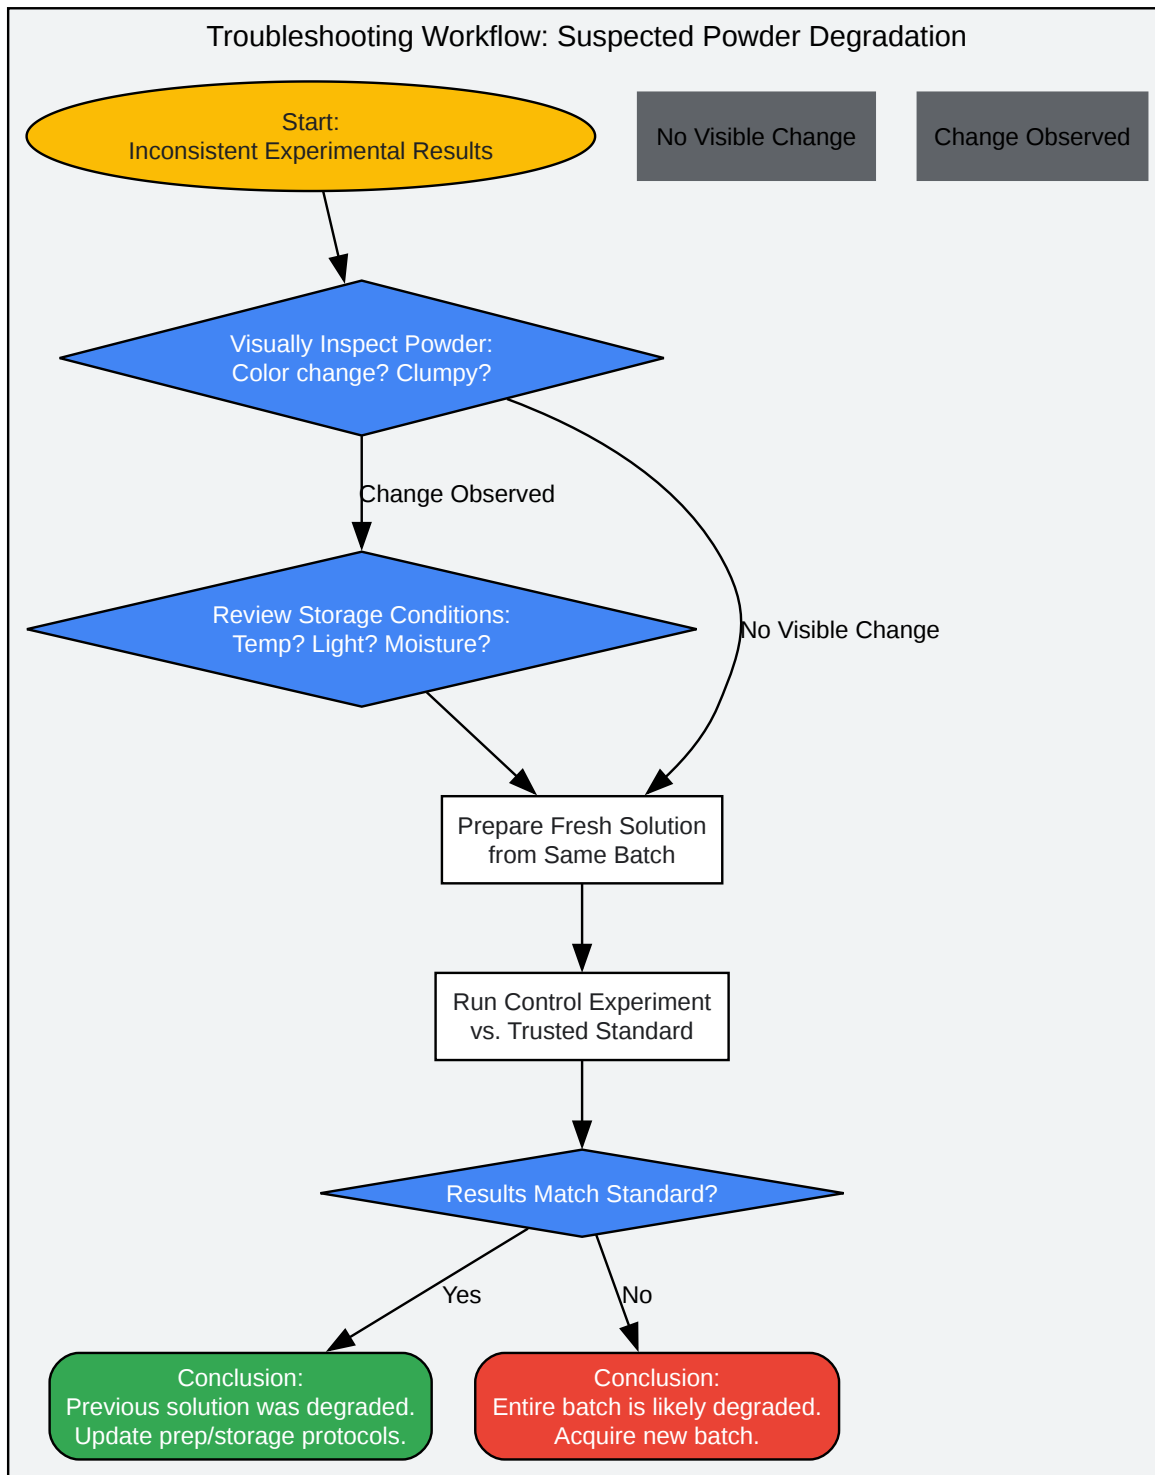 Troubleshooting Workflow: Suspected Powder Degradation
Start:
Inconsistent Experimental Results
No Visible Change
Change Observed
Visually Inspect Powder:
Color change? Clumpy?
Change Observed
Review Storage Conditions:
Temp? Light? Moisture?
No Visible Change
Prepare Fresh Solution
from Same Batch
Run Control Experiment
vs. Trusted Standard
Results Match Standard?
Yes
No
Conclusion:
Previous solution was degraded.
Update prep/storage protocols.
Conclusion:
Entire batch is likely degraded.
Acquire new batch.